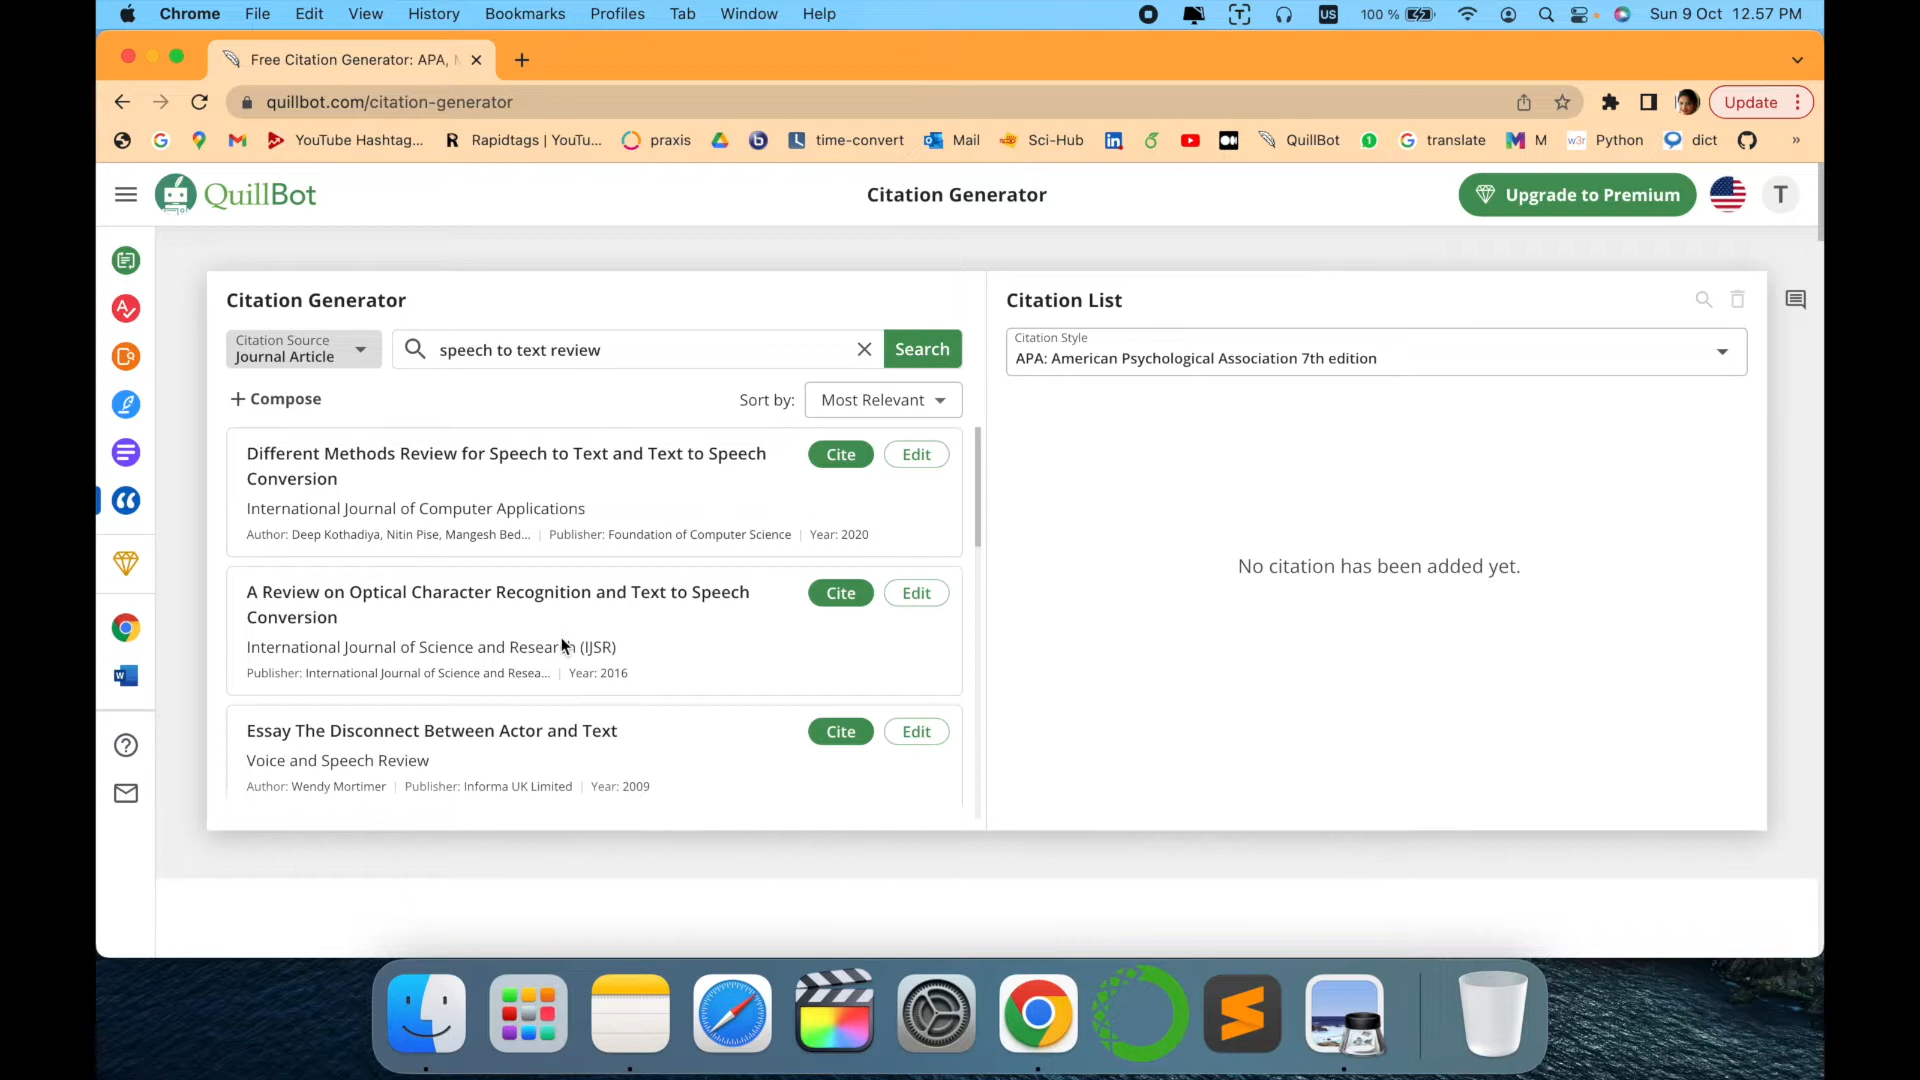 Chrome File Edit View History Bookmarks Profiles Tab Window Help US 100 % Sun 9 Oct 12.57 PM
Free Citation Generator: APA,
quillbot.com/citation-generator Update
YouTube Hashtag... Rapidtags | YouTu... praxis time-convert Mail Sci-Hub QuillBot translate M Python dict »
QuillBot Citation Generator Upgrade to Premium T
Citation Generator
Citation Source
Journal Article
speech to text review
Search
+ Compose
Sort by: Most Relevant
Different Methods Review for Speech to Text and Text to Speech
Conversion
Cite Edit
International Journal of Computer Applications
Author: Deep Kothadiya, Nitin Pise, Mangesh Bed... | Publisher: Foundation of Computer Science | Year: 2020
A Review on Optical Character Recognition and Text to Speech
Conversion
Cite Edit
International Journal of Science and Research (IJSR)
Publisher: International Journal of Science and Resea... | Year: 2016
Essay The Disconnect Between Actor and Text
Cite Edit
Voice and Speech Review
Author: Wendy Mortimer | Publisher: Informa UK Limited | Year: 2009
Citation List
Citation Style
APA: American Psychological Association 7th edition
No citation has been added yet.